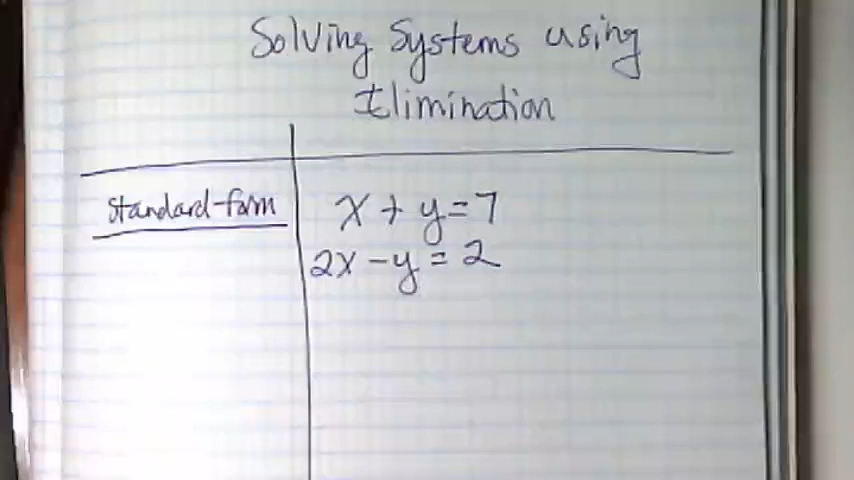 Solving Systems using
Elimination
standard-form
x + y = 7
2x - y = 2